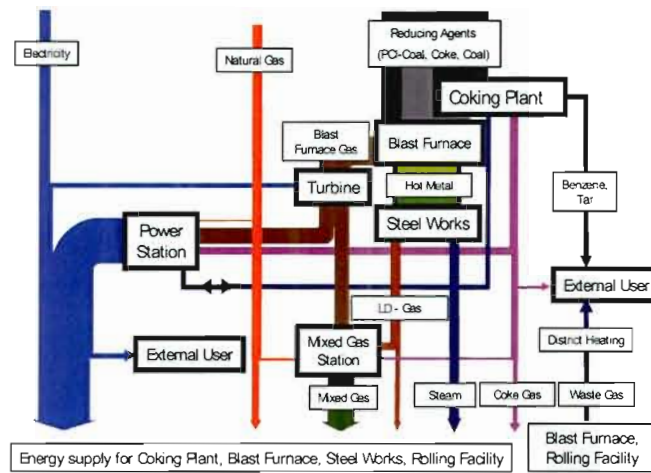 Electricity
Natural Gas
Reducing Agents
(PCI-Coal, Coke, Coal)
Coking Plant
Blast
Furnace Gas
Blast Furnace
Turbine
Hot Metal
Benzene,
Tar
Power
Station
Steel Works
External User
LD - Gas
External User
Mixed Gas
Station
District Heating
Mixed Gas
Steam
Coke Gas
Waste Gas
Energy supply for Coking Plant, Blast Furnace, Steel Works, Rolling Facility
Blast Furnace,
Rolling Facility